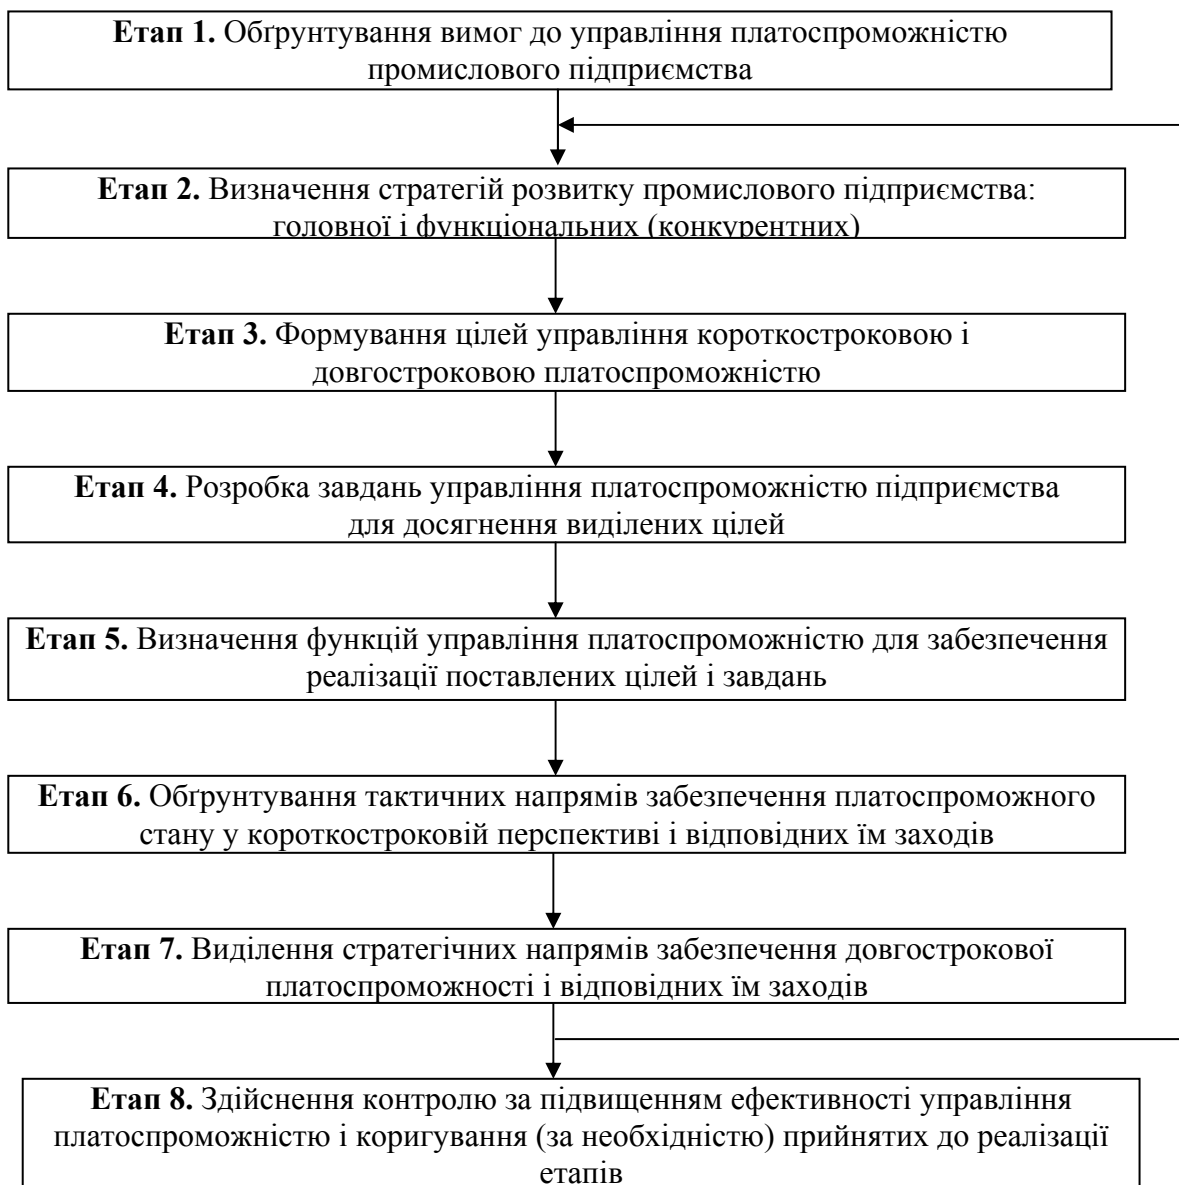 Етап 1. Обґрунтування вимог до управління платоспроможністю
промислового підприємства
Етап 2. Визначення стратегій розвитку промислового підприємства:
головної і функціональних (конкурентних)
Етап 3. Формування цілей управління короткостроковою і
довгостроковою платоспроможністю
Етап 4. Розробка завдань управління платоспроможністю підприємства
для досягнення виділених цілей
Етап 5. Визначення функцій управління платоспроможністю для забезпечення
реалізації поставлених цілей і завдань
Етап 6. Обґрунтування тактичних напрямів забезпечення платоспроможного
стану у короткостроковій перспективі і відповідних їм заходів
Етап 7. Виділення стратегічних напрямів забезпечення довгострокової
платоспроможності і відповідних їм заходів
Етап 8. Здійснення контролю за підвищенням ефективності управління
платоспроможністю і коригування (за необхідністю) прийнятих до реалізації
етапів